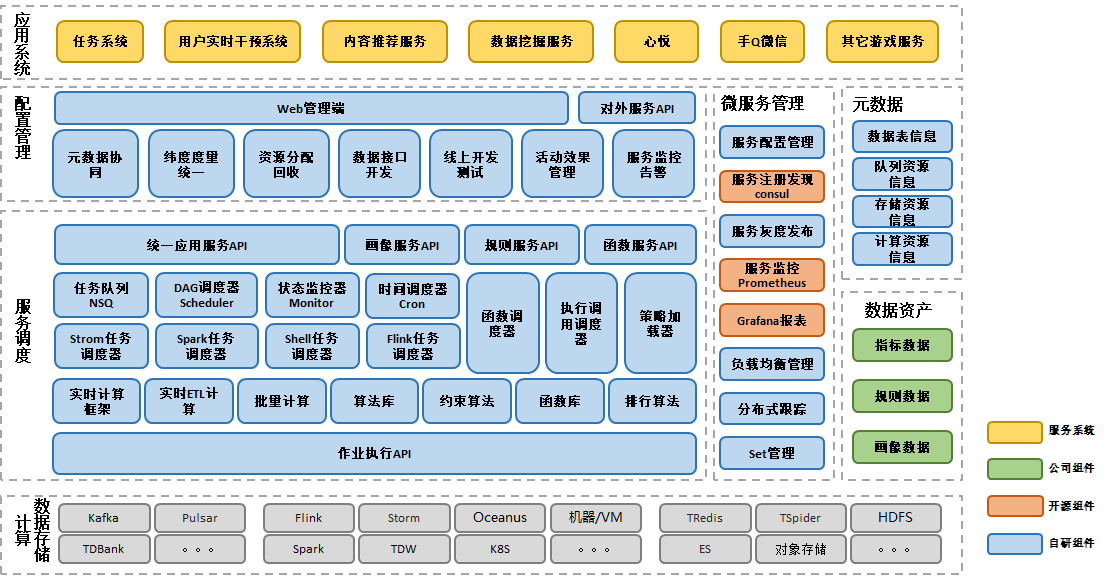 应用系统
任务系统
用户实时干预系统
内容推荐服务
数据挖掘服务
心悦
手Q微信
其它游戏服务
配置管理
Web管理端
对外服务API
元数据协
同
纬度度量
统一
资源分配
回收
数据接口
开发
线上开发
测试
活动效果
管理
服务监控
告警
服务调度
统一应用服务API
画像服务API
规则服务API
函数服务API
任务队列
NSQ
DAG调度器
Scheduler
状态监控器
Monitor
时间调度器
Cron
Strom任务
调度器
Spark任务
调度器
Shell任务
调度器
Flink任务
调度器
函数调
度器
执行调
用调度
器
策略加
载器
实时计算
框架
实时ETL计
算
批量计算
算法库
约束算法
函数库
排行算法
作业执行API
微服务管理
服务配置管理
服务注册发现
consul
服务灰度发布
服务监控
Prometheus
Grafana报表
负载均衡管理
分布式跟踪
Set管理
元数据
数据表信息
队列资源
信息
存储资源
信息
计算资源
信息
数据资产
指标数据
规则数据
画像数据
数据存储
计算
Kafka
Pulsar
Flink
Storm
Oceanus
机器/VM
TRedis
TSpider
HDFS
TDBank
。。。
Spark
TDW
K8S
。。。
ES
对象存储
。。。
服务系统
公司组件
开源组件
自研组件